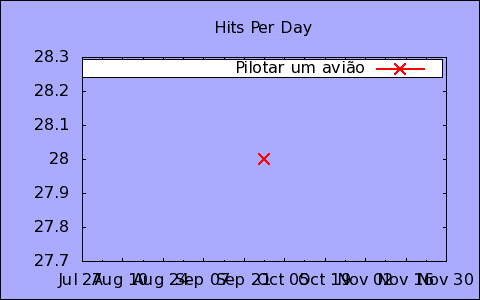 Hits Per Day
Pilotar um avião
28.3
28.2
28.1
28
27.9
27.8
27.7
Jul 27 Aug 10 Aug 24 Sep 07 Sep 21 Oct 05 Oct 19 Nov 02 Nov 16 Nov 30